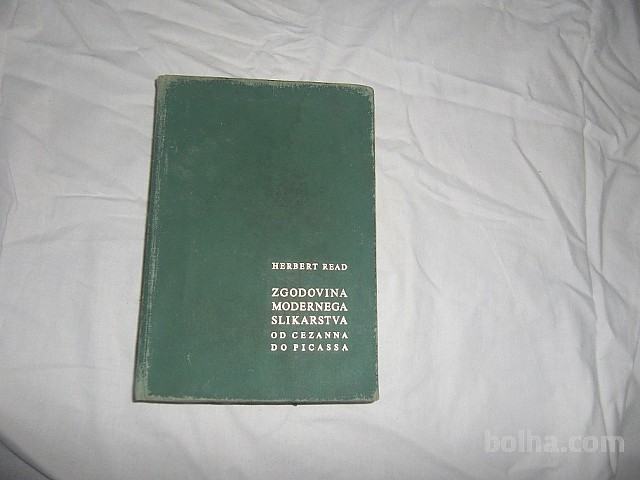 HERBERT READ
ZGODOVINA
MODERNEGA
SLIKARSTVA
OD CEZANNA
DO PICASSA
bolha.com